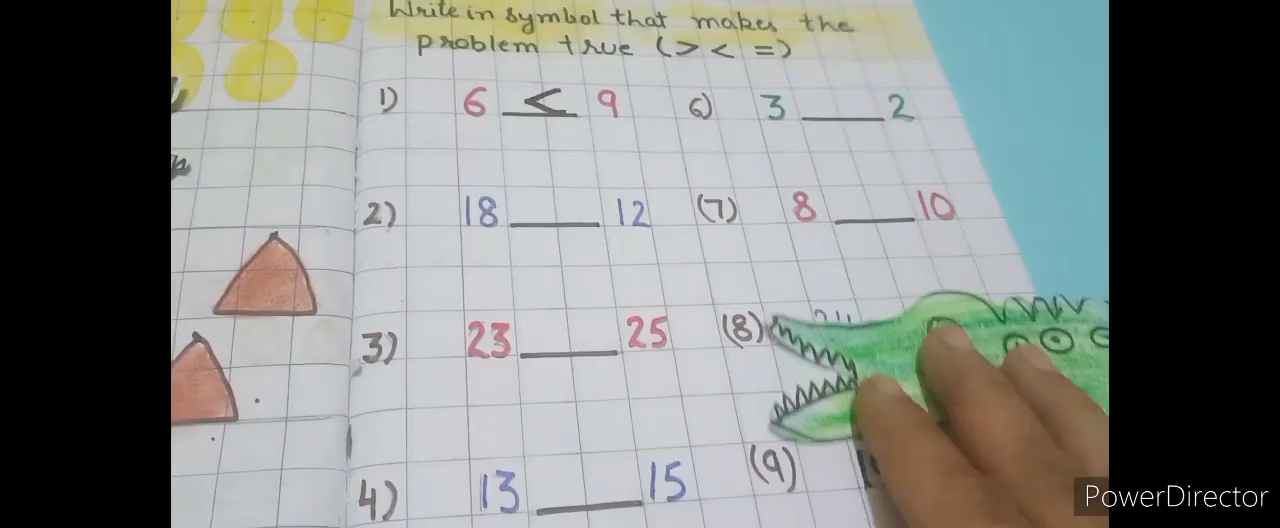 Write in symbol that makes the
problem true (> < =)
1) 6 < 9 6) 3 ___ 2
2) 18 ___ 12 (7) 8 ___ 10
3) 23 ___ 25 (8)
4) 13 ___ 15 (9)
PowerDirector